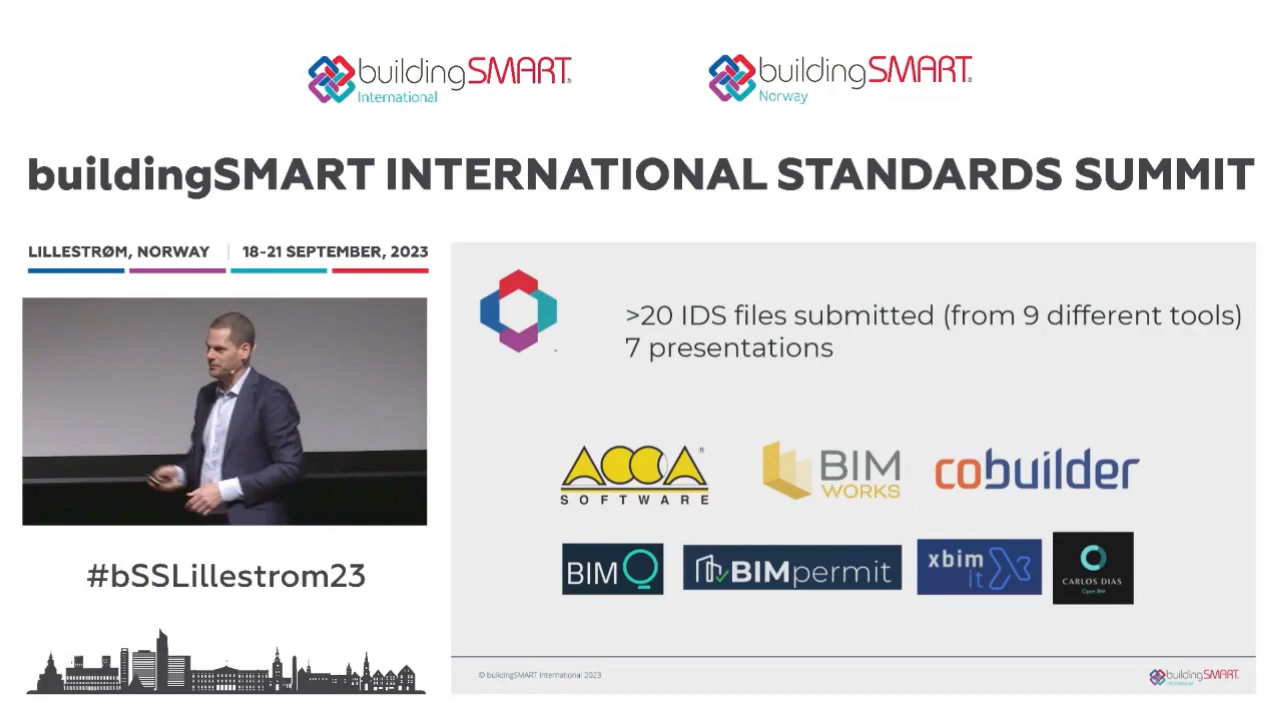 buildingSMART®
International
buildingSMART®
Norway
buildingSMART INTERNATIONAL STANDARDS SUMMIT
LILLESTRØM, NORWAY | 18-21 SEPTEMBER, 2023
>20 IDS files submitted (from 9 different tools)
7 presentations
ACCA®
SOFTWARE
BIM
WORKS
cobuilder
BIMQ
BIMpermit
xbim
it
CARLOS DIAS
Open BIM
#bSSLillestrom23
© buildingSMART International 2023
buildingSMART
International